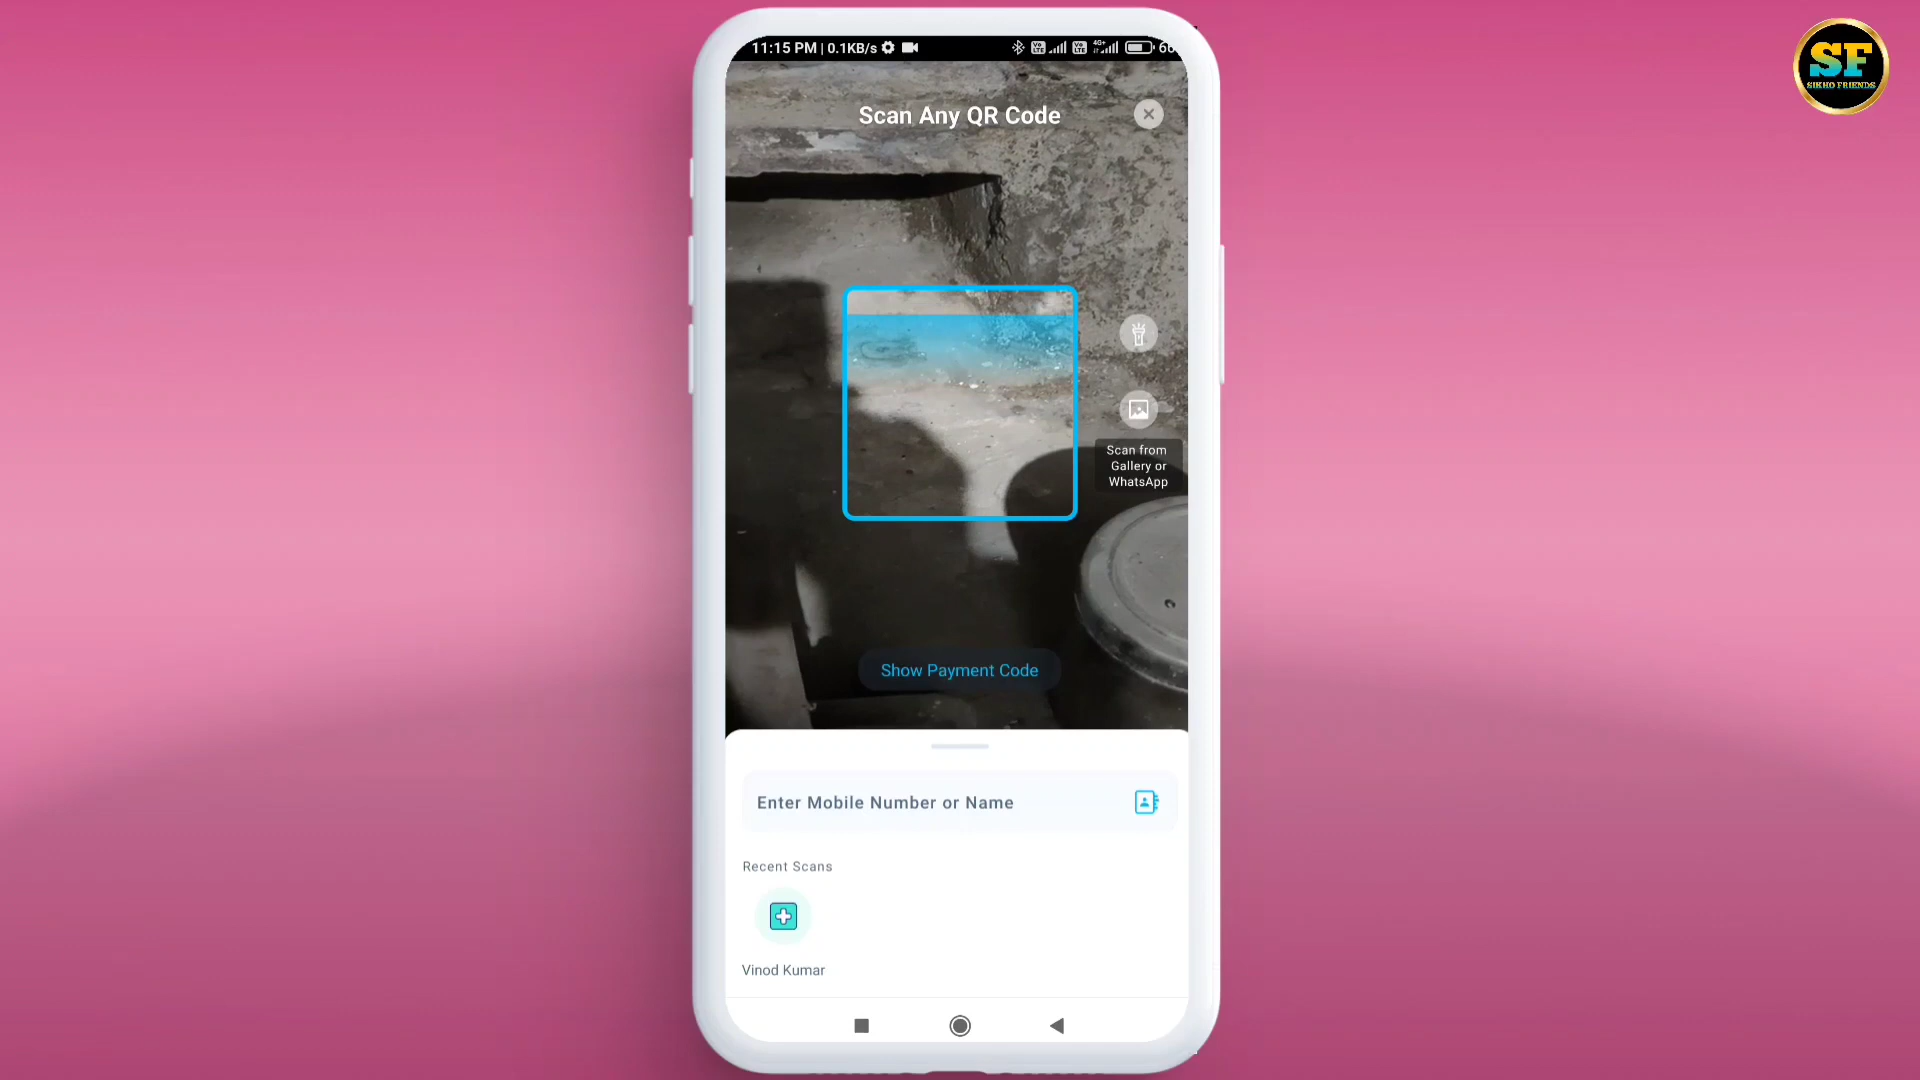 11:15 PM | 0.1KB/s
Scan Any QR Code
Scan from
Gallery or
WhatsApp
Show Payment Code
Enter Mobile Number or Name
Recent Scans
Vinod Kumar
SF
SIKHO FRIENDS